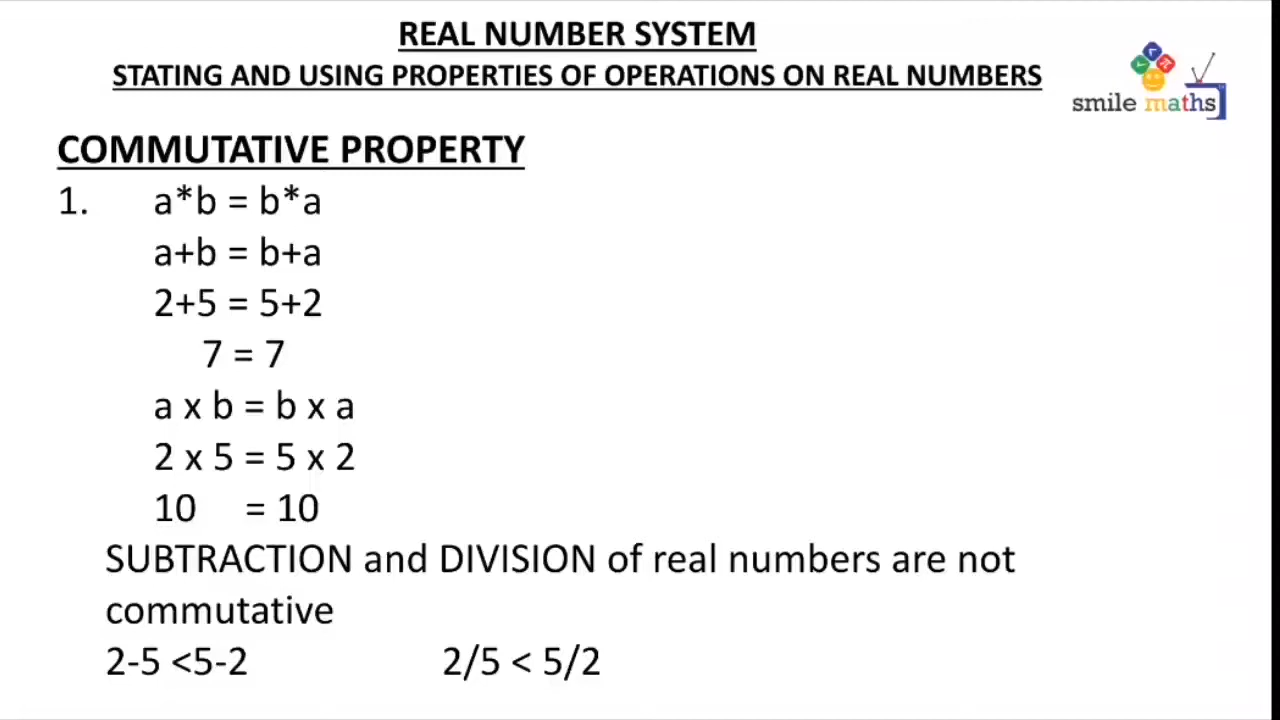 REAL NUMBER SYSTEM
STATING AND USING PROPERTIES OF OPERATIONS ON REAL NUMBERS
smile maths
COMMUTATIVE PROPERTY
1. a*b = b*a
a+b = b+a
2+5 = 5+2
7 = 7
a x b = b x a
2 x 5 = 5 x 2
10 = 10
SUBTRACTION and DIVISION of real numbers are not
commutative
2-5 <5-2 2/5 < 5/2